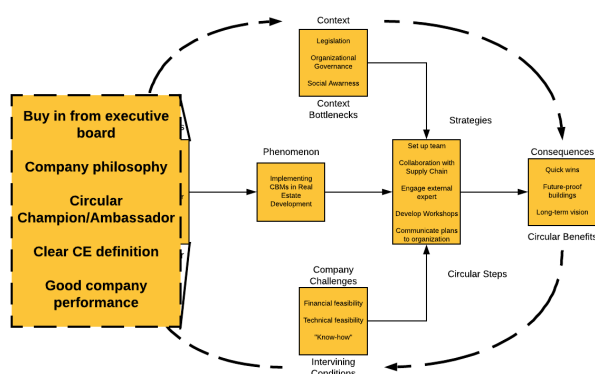 Context
Legislation
Organizational
Governance
Social Awarness
Context
Bottlenecks
Buy in from executive
board
Company philosophy
Circular
Champion/Ambassador
Clear CE definition
Good company
performance
Phenomenon
Implementing
CBMs in Real
Estate
Development
Strategies
Set up team
Collaboration with
Supply Chain
Engage external
expert
Develop Workshops
Communicate plans
to organization
Circular Steps
Consequences
Quick wins
Future-proof
buildings
Long-term vision
Circular Benefits
Company
Challenges
Financial feasibility
Technical feasibility
"Know-how"
Intervining
Conditions